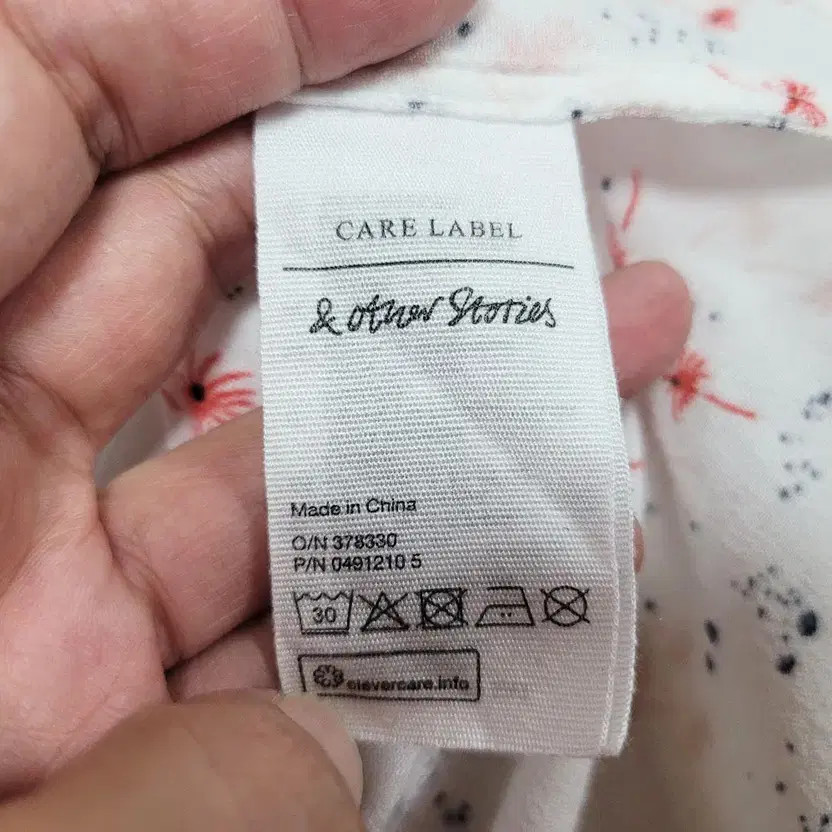 CARE LABEL
& other Stories
Made in China
O/N 378330
P/N 0491210 5
30
clevercare.info